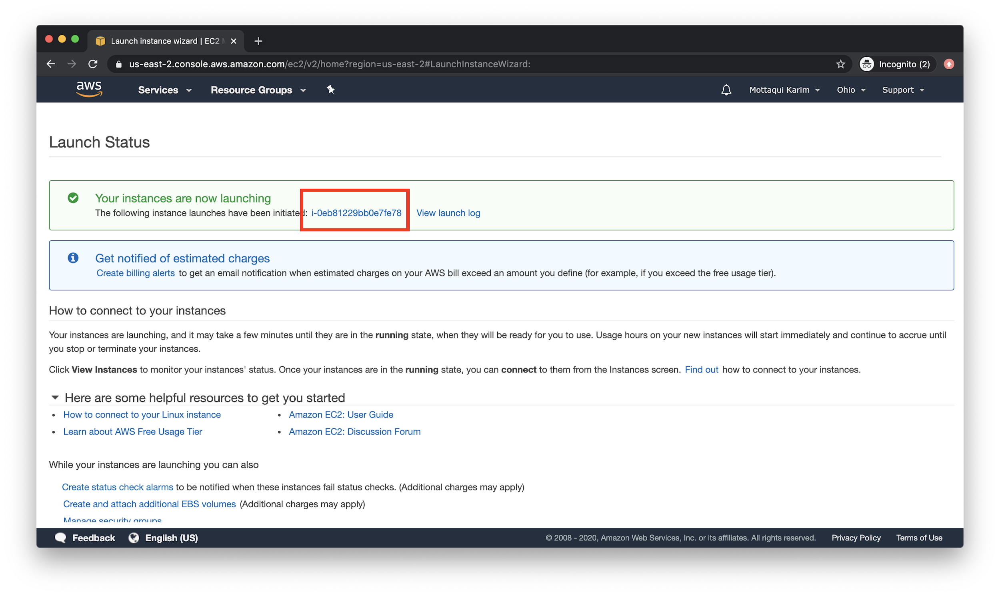 Launch instance wizard | EC2
us-east-2.console.aws.amazon.com/ec2/v2/home?region=us-east-2#LaunchInstanceWizard:
Incognito (2)
aws
Services
Resource Groups
Mottaqui Karim
Ohio
Support
Launch Status
Your instances are now launching
The following instance launches have been initiated: i-0eb81229bb0e7fe78 View launch log
Get notified of estimated charges
Create billing alerts to get an email notification when estimated charges on your AWS bill exceed an amount you define (for example, if you exceed the free usage tier).
How to connect to your instances
Your instances are launching, and it may take a few minutes until they are in the running state, when they will be ready for you to use. Usage hours on your new instances will start immediately and continue to accrue until
you stop or terminate your instances.
Click View Instances to monitor your instances' status. Once your instances are in the running state, you can connect to them from the Instances screen. Find out how to connect to your instances.
Here are some helpful resources to get you started
• How to connect to your Linux instance
• Amazon EC2: User Guide
• Learn about AWS Free Usage Tier
• Amazon EC2: Discussion Forum
While your instances are launching you can also
Create status check alarms to be notified when these instances fail status checks. (Additional charges may apply)
Create and attach additional EBS volumes (Additional charges may apply)
Manage security groups
Feedback
English (US)
© 2008 - 2020, Amazon Web Services, Inc. or its affiliates. All rights reserved.
Privacy Policy
Terms of Use